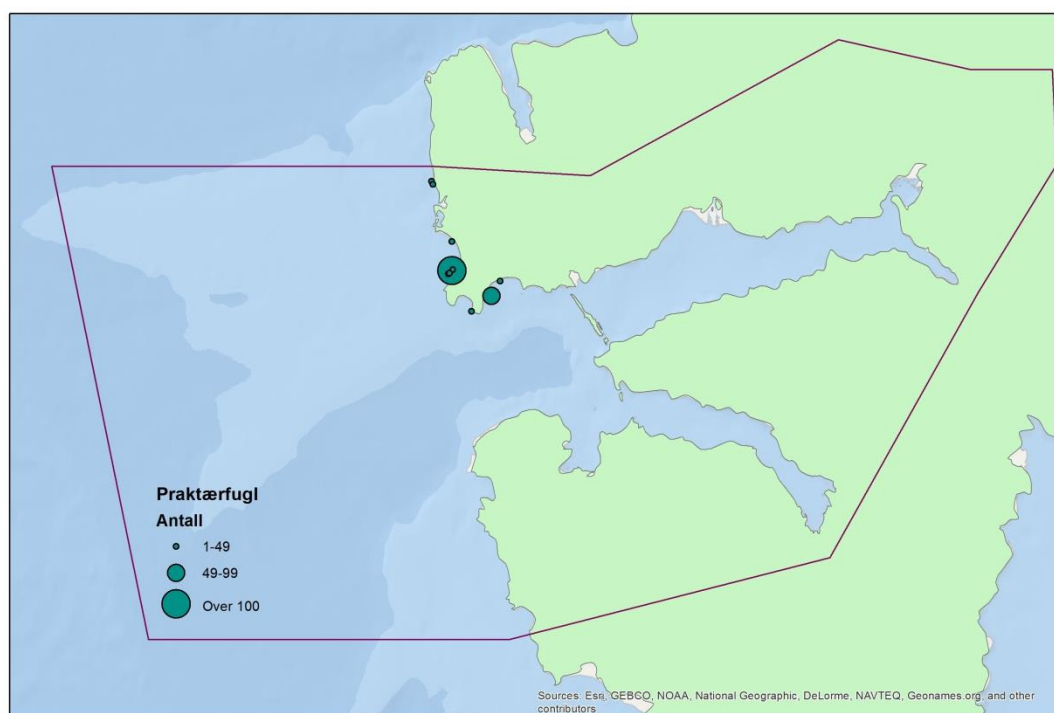 Praktærfugl
Antall
1-49
49-99
Over 100
Sources: Esri, GEBCO, NOAA, National Geographic, DeLorme, NAVTEQ, Geonames.org, and other
contributors